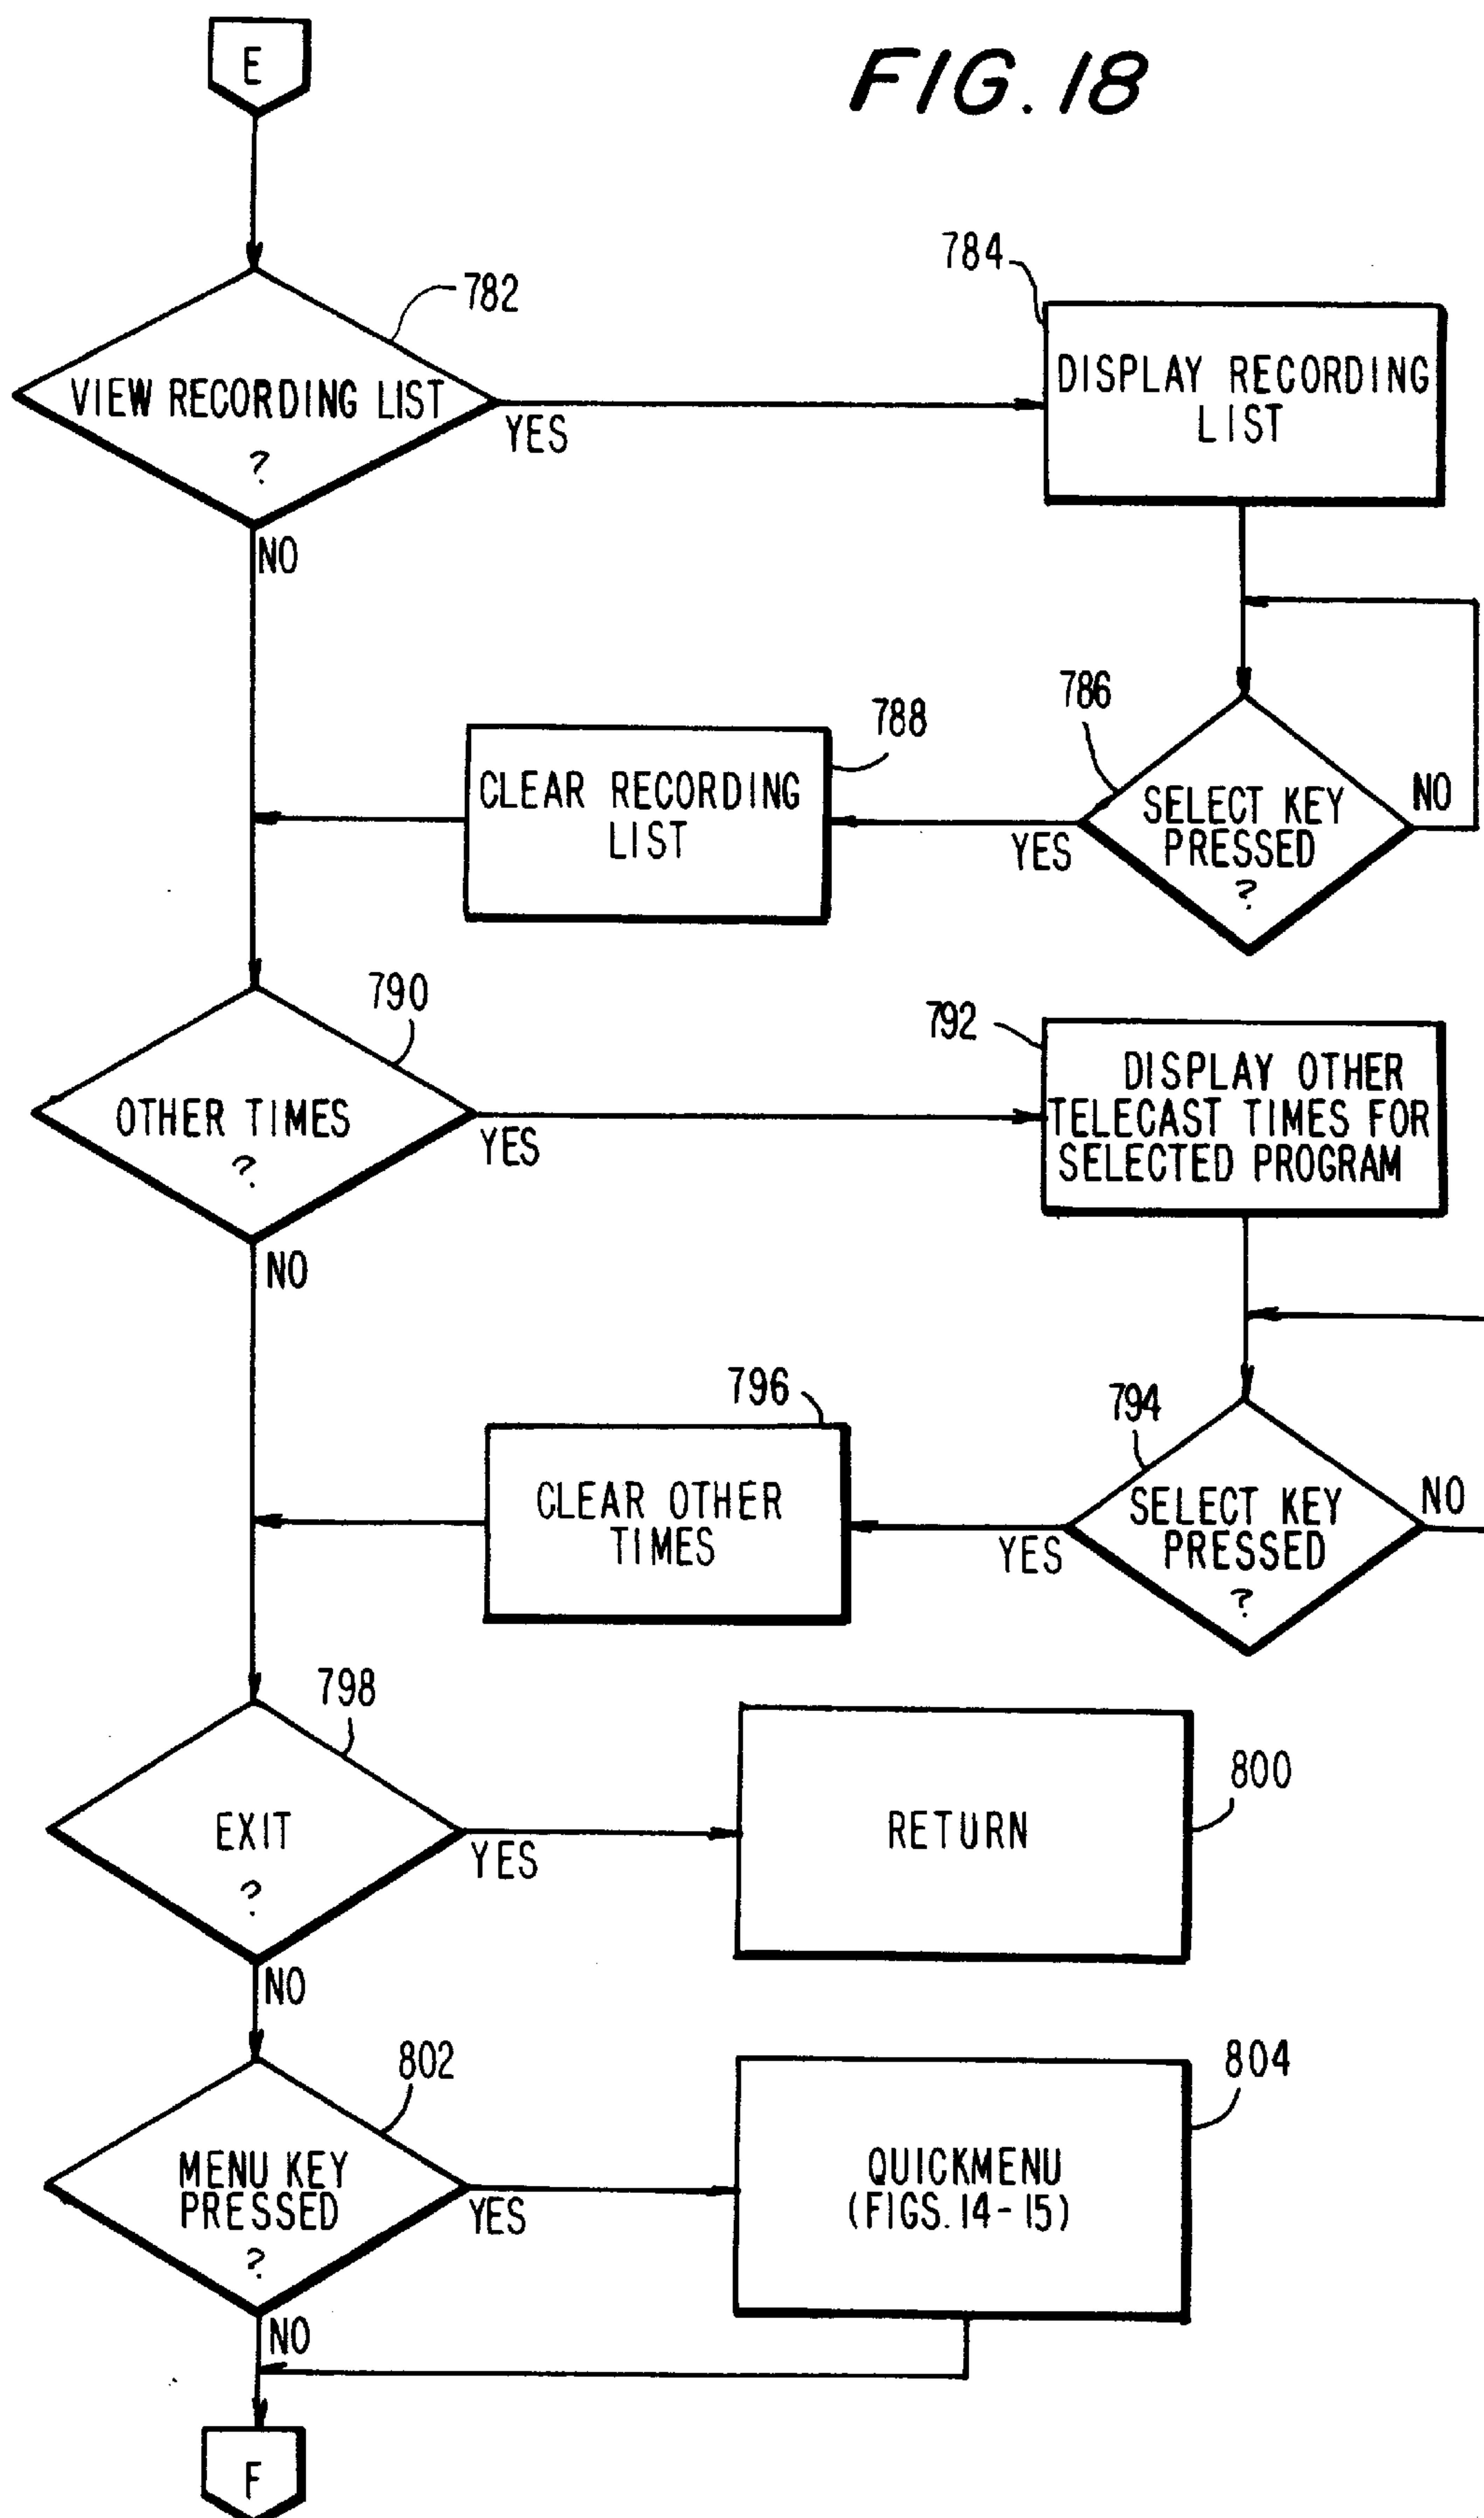 E
FIG. 18
782
784
VIEW RECORDING LIST
?
YES
NO
DISPLAY RECORDING
LIST
786
788
CLEAR RECORDING
LIST
SELECT KEY
PRESSED
?
YES
NO
790
792
OTHER TIMES
?
YES
NO
DISPLAY OTHER
TELECAST TIMES FOR
SELECTED PROGRAM
794
796
CLEAR OTHER
TIMES
SELECT KEY
PRESSED
?
YES
NO
798
EXIT
?
YES
NO
RETURN
800
802
804
MENU KEY
PRESSED
?
YES
NO
QUICKMENU
(FIGS. 14-15)
F